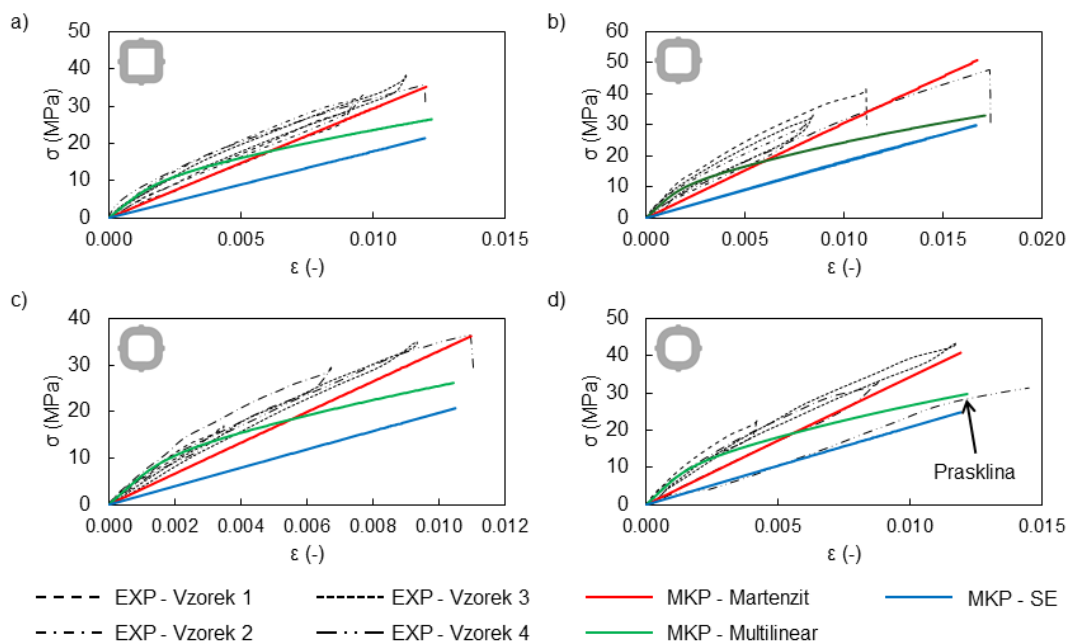 a)
b)
σ (MPa)
50
40
30
20
10
0
0.000 0.005 0.010 0.015
ε (-)
σ (MPa)
60
50
40
30
20
10
0
0.000 0.005 0.010 0.015 0.020
ε (-)
c)
d)
σ (MPa)
40
30
20
10
0
0.000 0.002 0.004 0.006 0.008 0.010 0.012
ε (-)
σ (MPa)
50
40
30
20
10
0
Prasklina
0.000 0.005 0.010 0.015
ε (-)
EXP - Vzorek 1 EXP - Vzorek 3 MKP - Martenzit MKP - SE
EXP - Vzorek 2 EXP - Vzorek 4 MKP - Multilinear